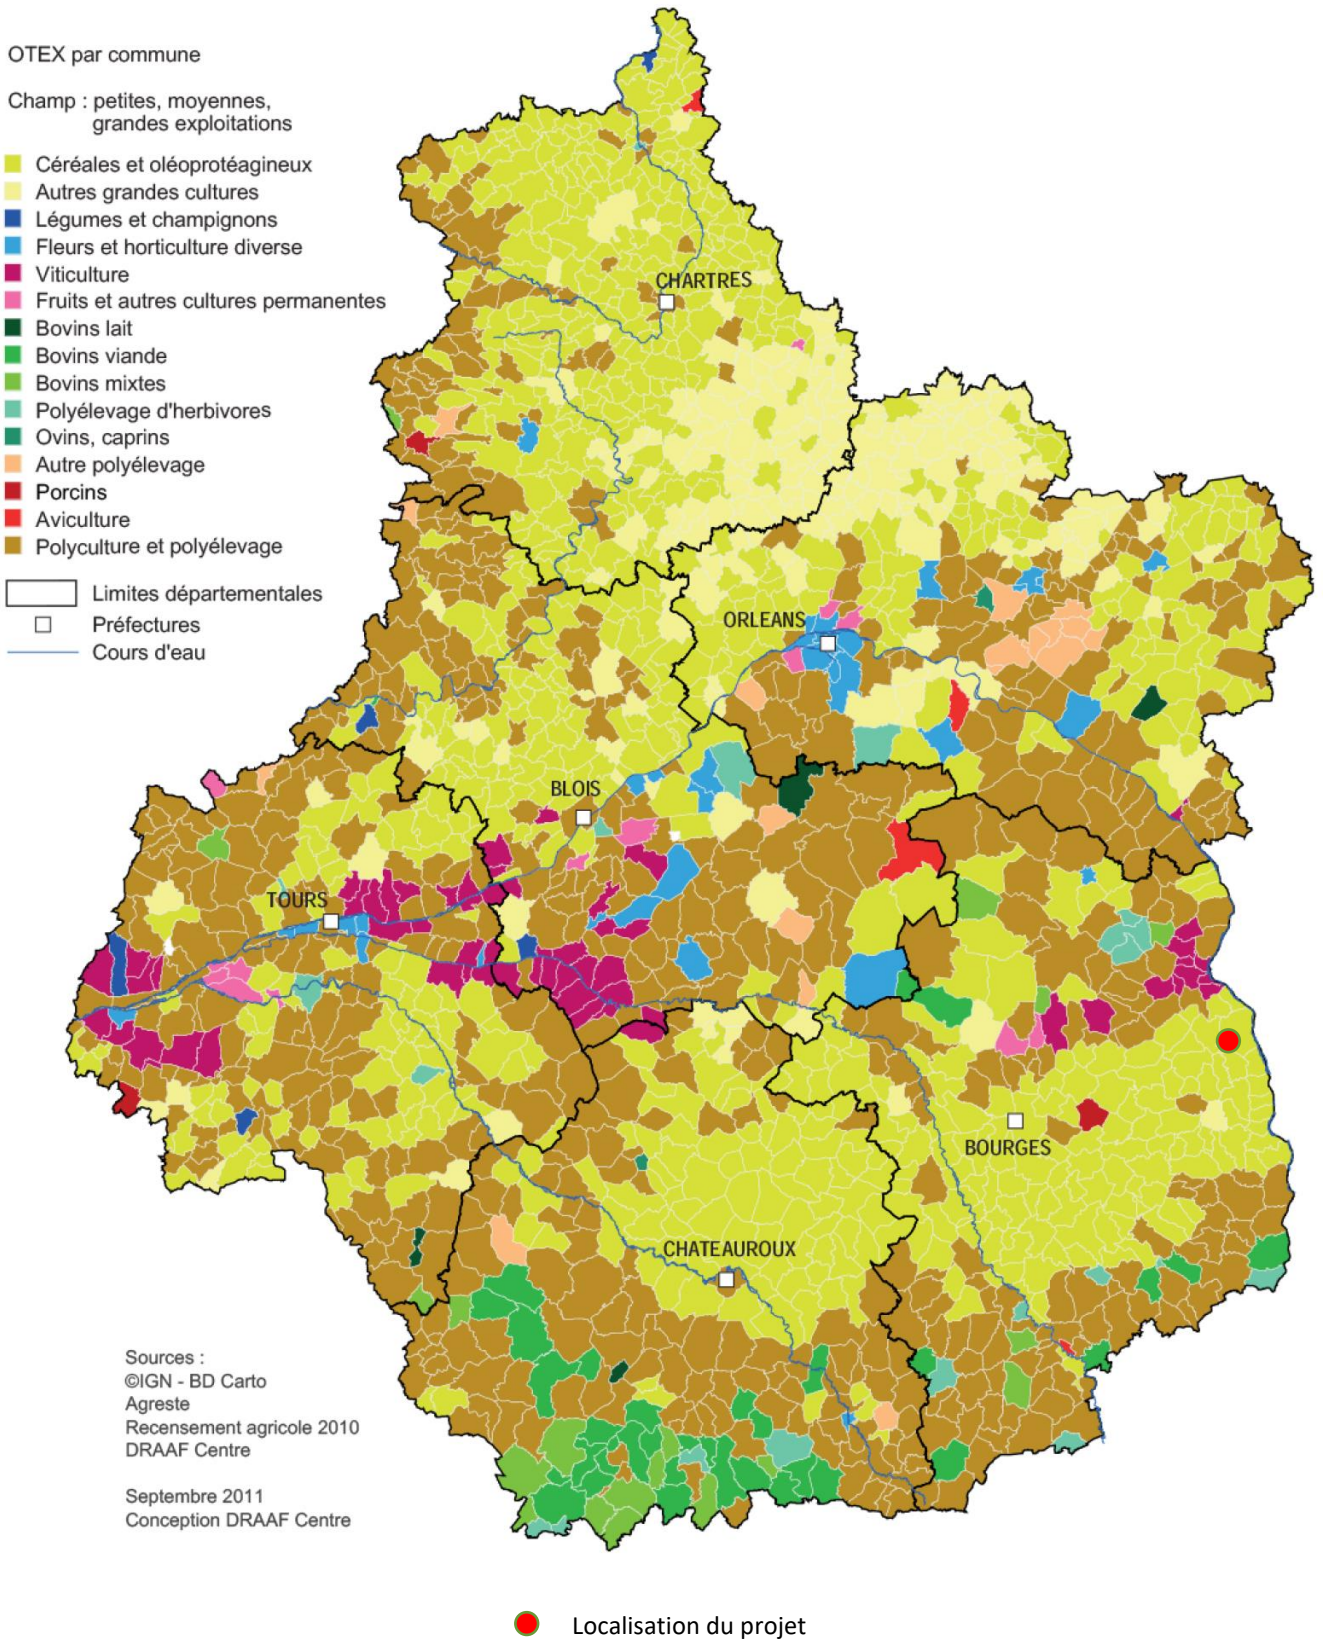 OTEX par commune
Champ : petites, moyennes,
grandes exploitations
Céréales et oléoprotéagineux
Autres grandes cultures
Légumes et champignons
Fleurs et horticulture diverse
Viticulture
Fruits et autres cultures permanentes
Bovins lait
Bovins viande
Bovins mixtes
Polyélevage d'herbivores
Ovins, caprins
Autre polyélevage
Porcins
Aviculture
Polyculture et polyélevage
Limites départementales
Préfectures
Cours d'eau
CHARTRES
ORLEANS
BLOIS
TOURS
BOURGES
CHATEAUROUX
Sources :
©IGN - BD Carto
Agreste
Recensement agricole 2010
DRAAF Centre
Septembre 2011
Conception DRAAF Centre
Localisation du projet